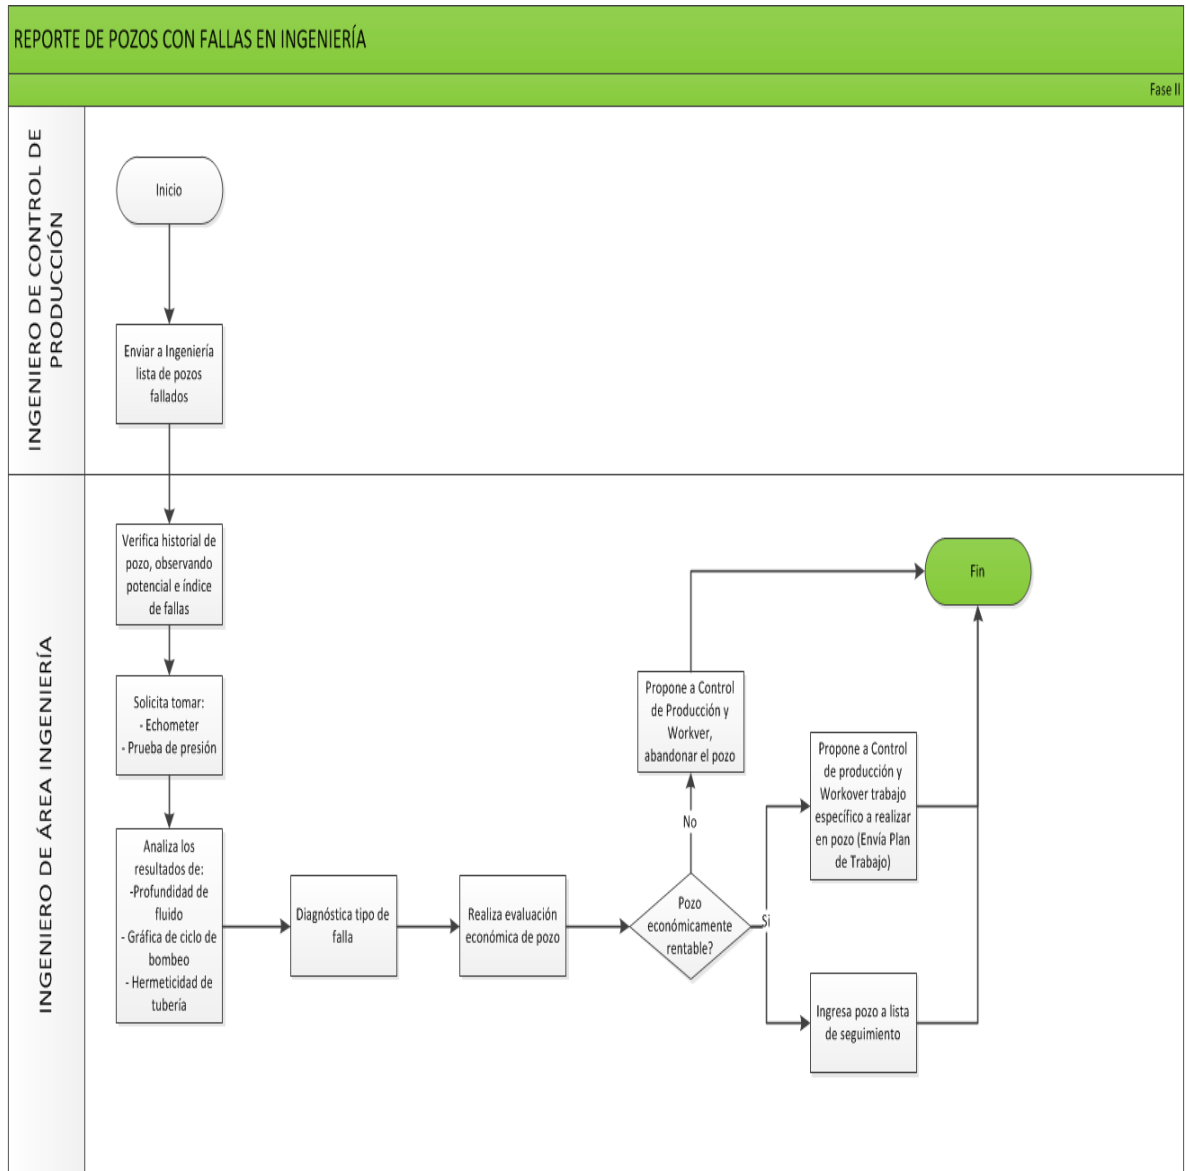 REPORTE DE POZOS CON FALLAS EN INGENIERÍA
Fase II
INGENIERO DE CONTROL DE
PRODUCCIÓN
Inicio
Enviar a Ingeniería
lista de pozos
fallados
INGENIERO DE ÁREA INGENIERÍA
Verifica historial de
pozo, observando
potencial e índice
de fallas
Solicita tomar:
- Echometer
- Prueba de presión
Analiza los
resultados de:
-Profundidad de
fluido
- Gráfica de ciclo de
bombeo
- Hermeticidad de
tubería
Diagnóstica tipo de
falla
Realiza evaluación
económica de pozo
Pozo
económicamente
rentable?
No
Propone a Control
de Producción y
Workver,
abandonar el pozo
Si
Propone a Control
de producción y
Workover trabajo
específico a realizar
en pozo (Envía Plan
de Trabajo)
Ingresa pozo a lista
de seguimiento
Fin